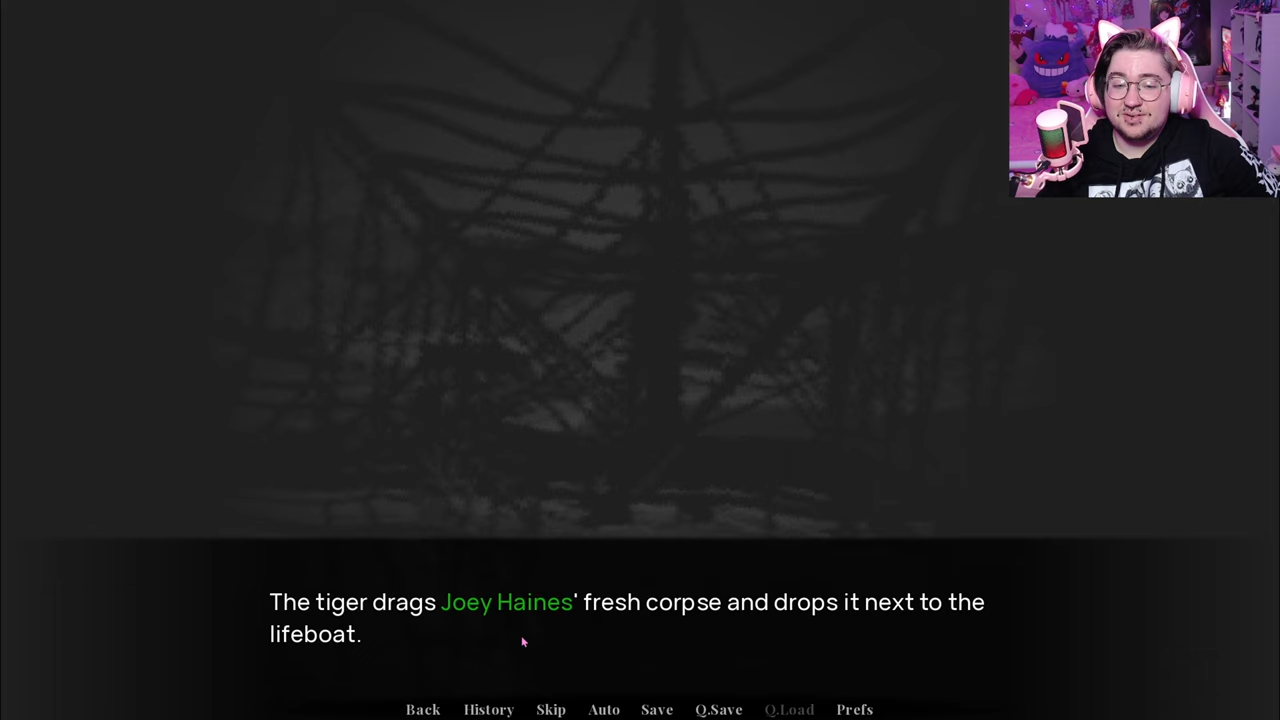 The tiger drags Joey Haines' fresh corpse and drops it next to the
lifeboat.
Back History Skip Auto Save Q.Save Q.Load Prefs